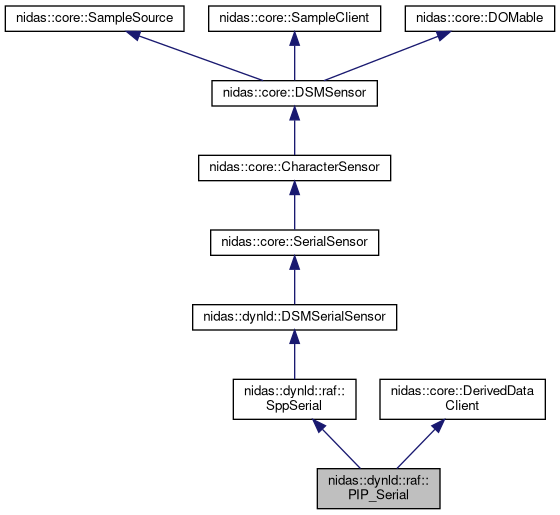 nidas::core::SampleSource
nidas::core::SampleClient
nidas::core::DOMable
nidas::core::DSMSensor
nidas::core::CharacterSensor
nidas::core::SerialSensor
nidas::dynld::DSMSerialSensor
nidas::dynld::raf::
SppSerial
nidas::core::DerivedData
Client
nidas::dynld::raf::
PIP_Serial